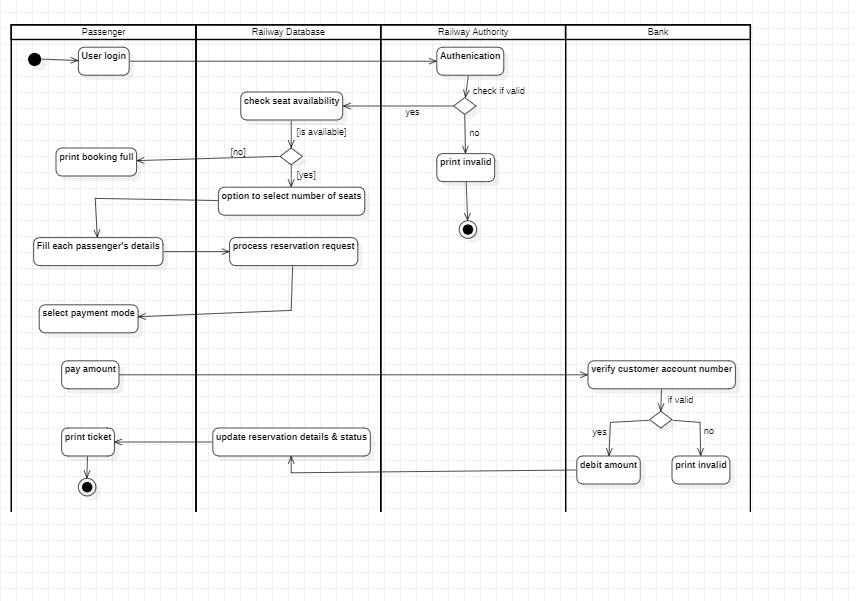 Passenger
Railway Database
Railway Authority
Bank
User login
Authenication
check if valid
check seat availability
yes
[is available]
no
print booking full
[no]
print invalid
[yes]
option to select number of seats
Fill each passenger's details
process reservation request
select payment mode
pay amount
verify customer account number
if valid
yes
no
print ticket
update reservation details & status
debit amount
print invalid